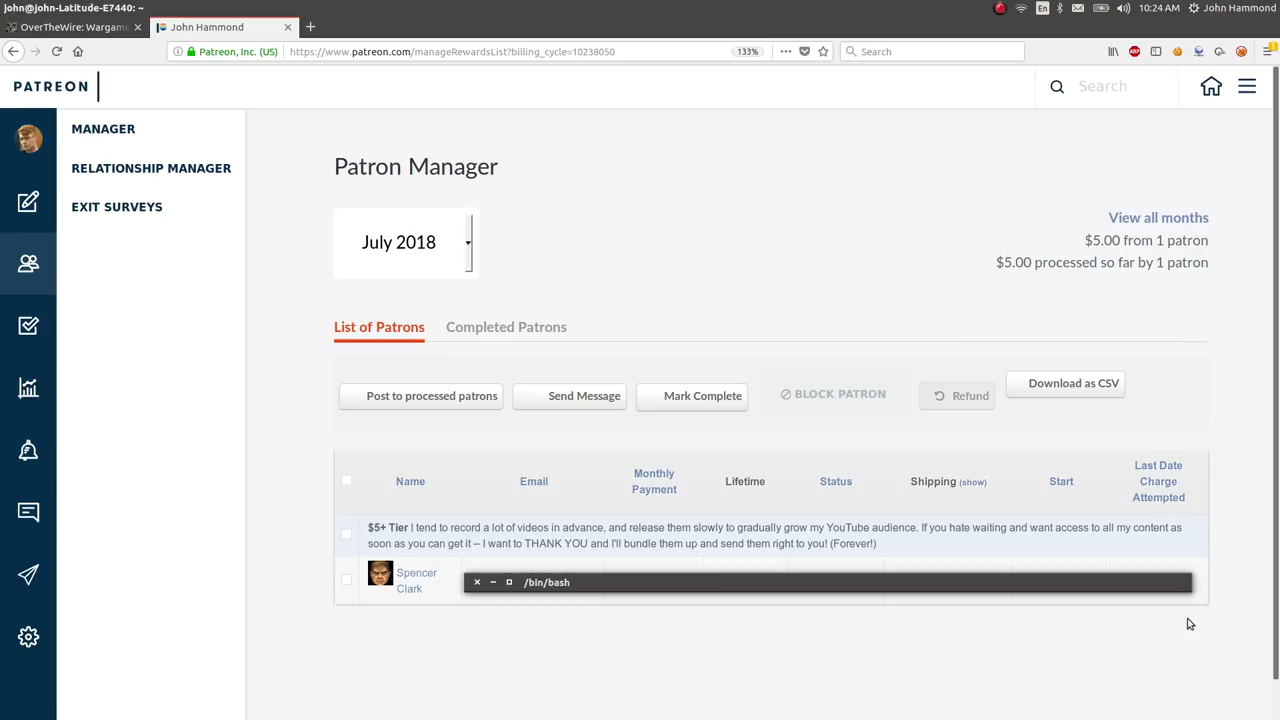 john@john-Latitude-E7440: ~
En
10:24 AM
John Hammond
OverTheWire: Wargam
John Hammond
Patreon, Inc. (US)
https://www.patreon.com/manageRewardsList?billing_cycle=10238050
133%
Search
ABP
1
PATREON
Search
MANAGER
RELATIONSHIP MANAGER
EXIT SURVEYS
Patron Manager
July 2018
View all months
$5.00 from 1 patron
$5.00 processed so far by 1 patron
List of Patrons
Completed Patrons
Post to processed patrons
Send Message
Mark Complete
BLOCK PATRON
Refund
Download as CSV
Name
Email
Monthly
Payment
Lifetime
Status
Shipping (show)
Start
Last Date
Charge
Attempted
$5+ Tier I tend to record a lot of videos in advance, and release them slowly to gradually grow my YouTube audience. If you hate waiting and want access to all my content as
soon as you can get it – I want to THANK YOU and I'll bundle them up and send them right to you! (Forever!)
Spencer
Clark
/bin/bash